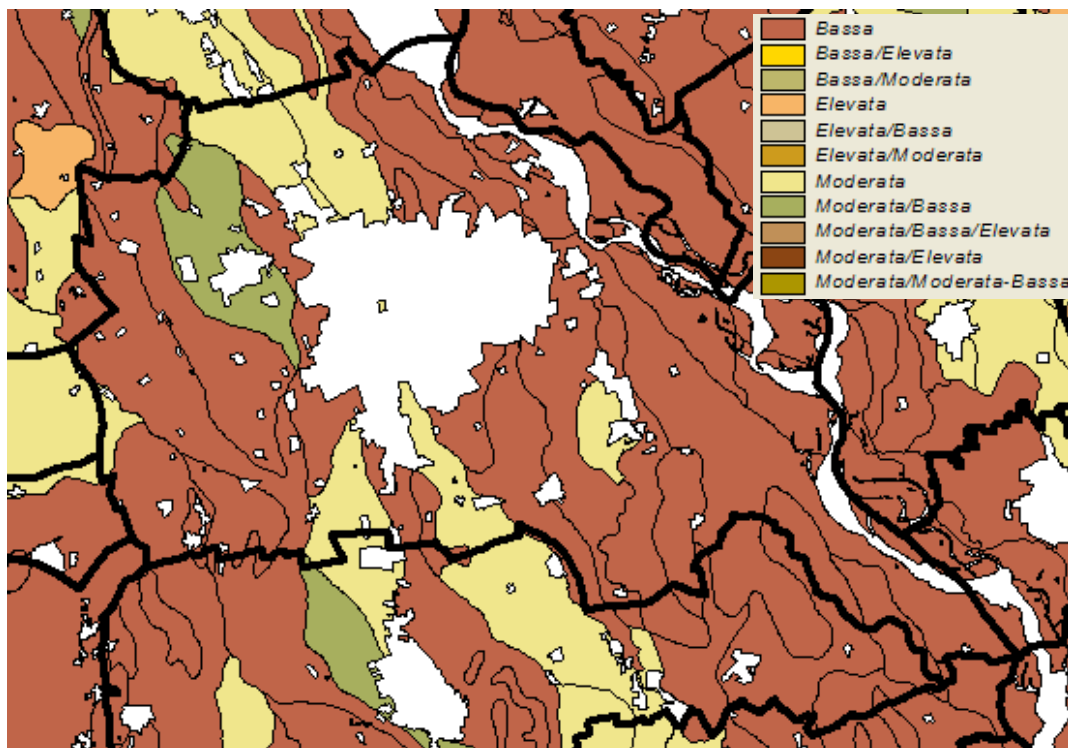 Bassa
Bassa/Elevata
Bassa/Moderata
Elevata
Elevata/Bassa
Elevata/Moderata
Moderata
Moderata/Bassa
Moderata/Bassa/Elevata
Moderata/Elevata
Moderata/Moderata-Bassa